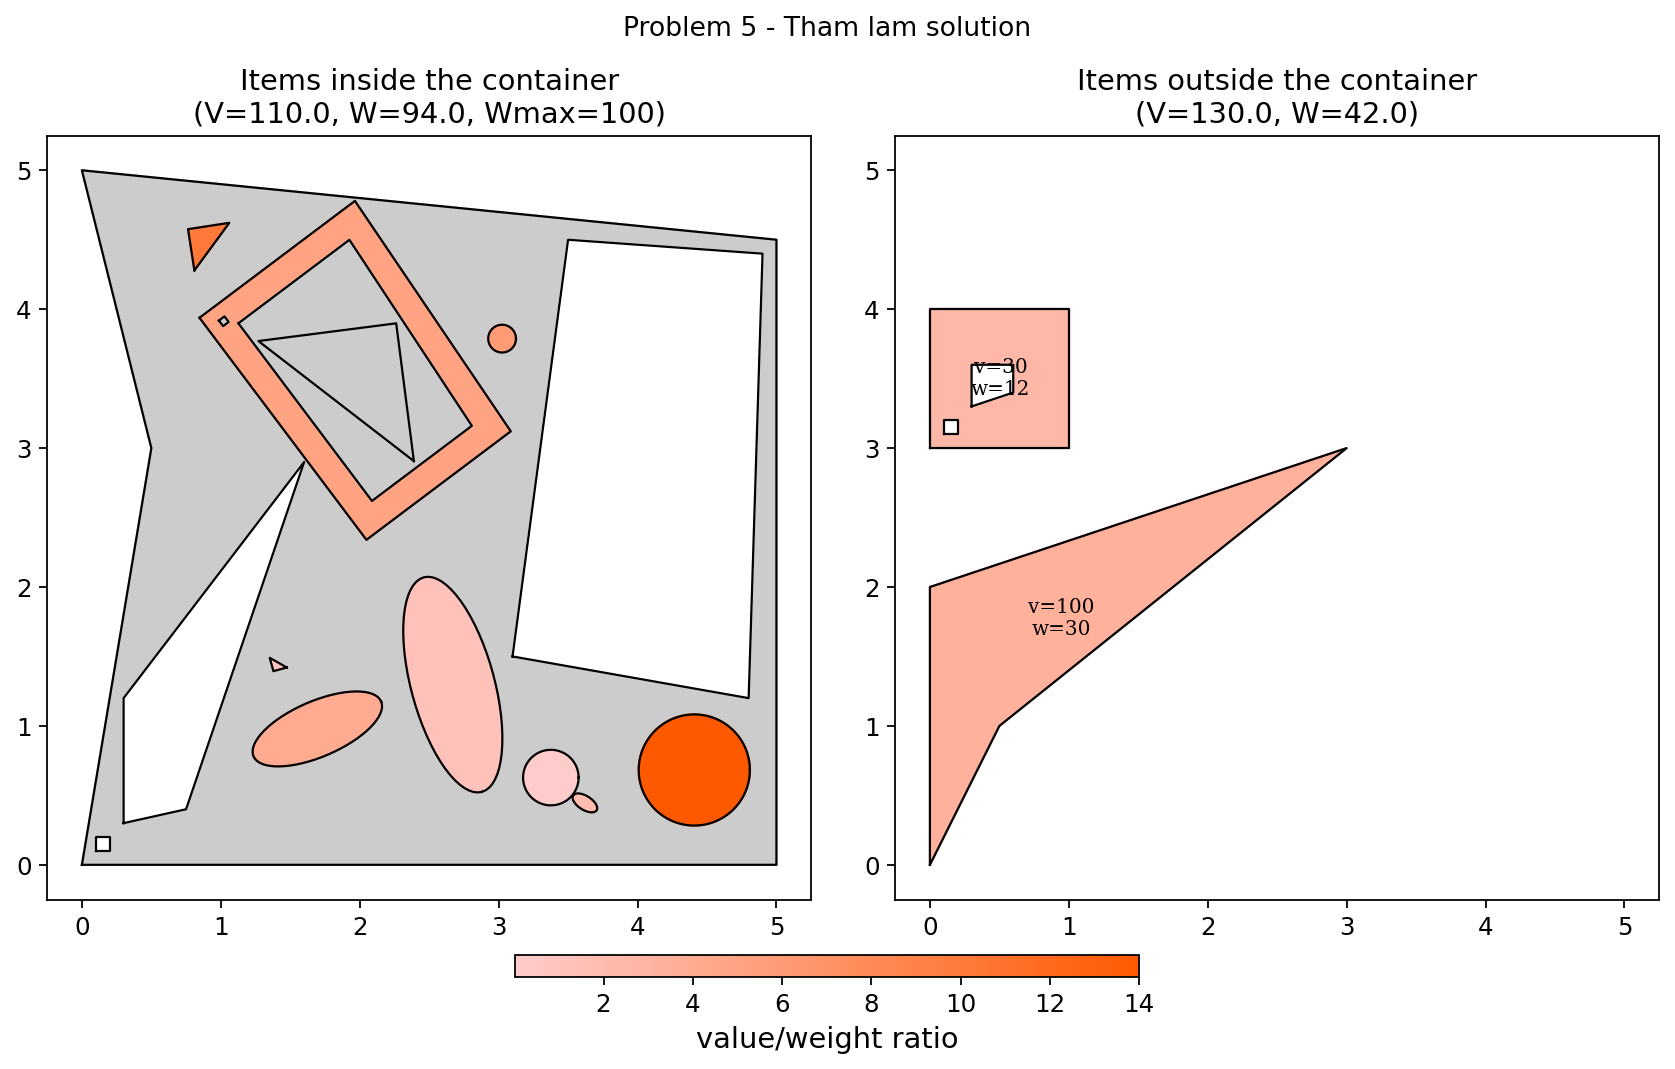 Problem 5 - Tham lam solution
Items inside the container
(V=110.0, W=94.0, Wmax=100)
5
4
3
2
1
0
0 1 2 3 4 5
Items outside the container
(V=130.0, W=42.0)
5
4
3
2
1
0
v=30
w=12
v=100
w=30
0 1 2 3 4 5
2 4 6 8 10 12 14
value/weight ratio